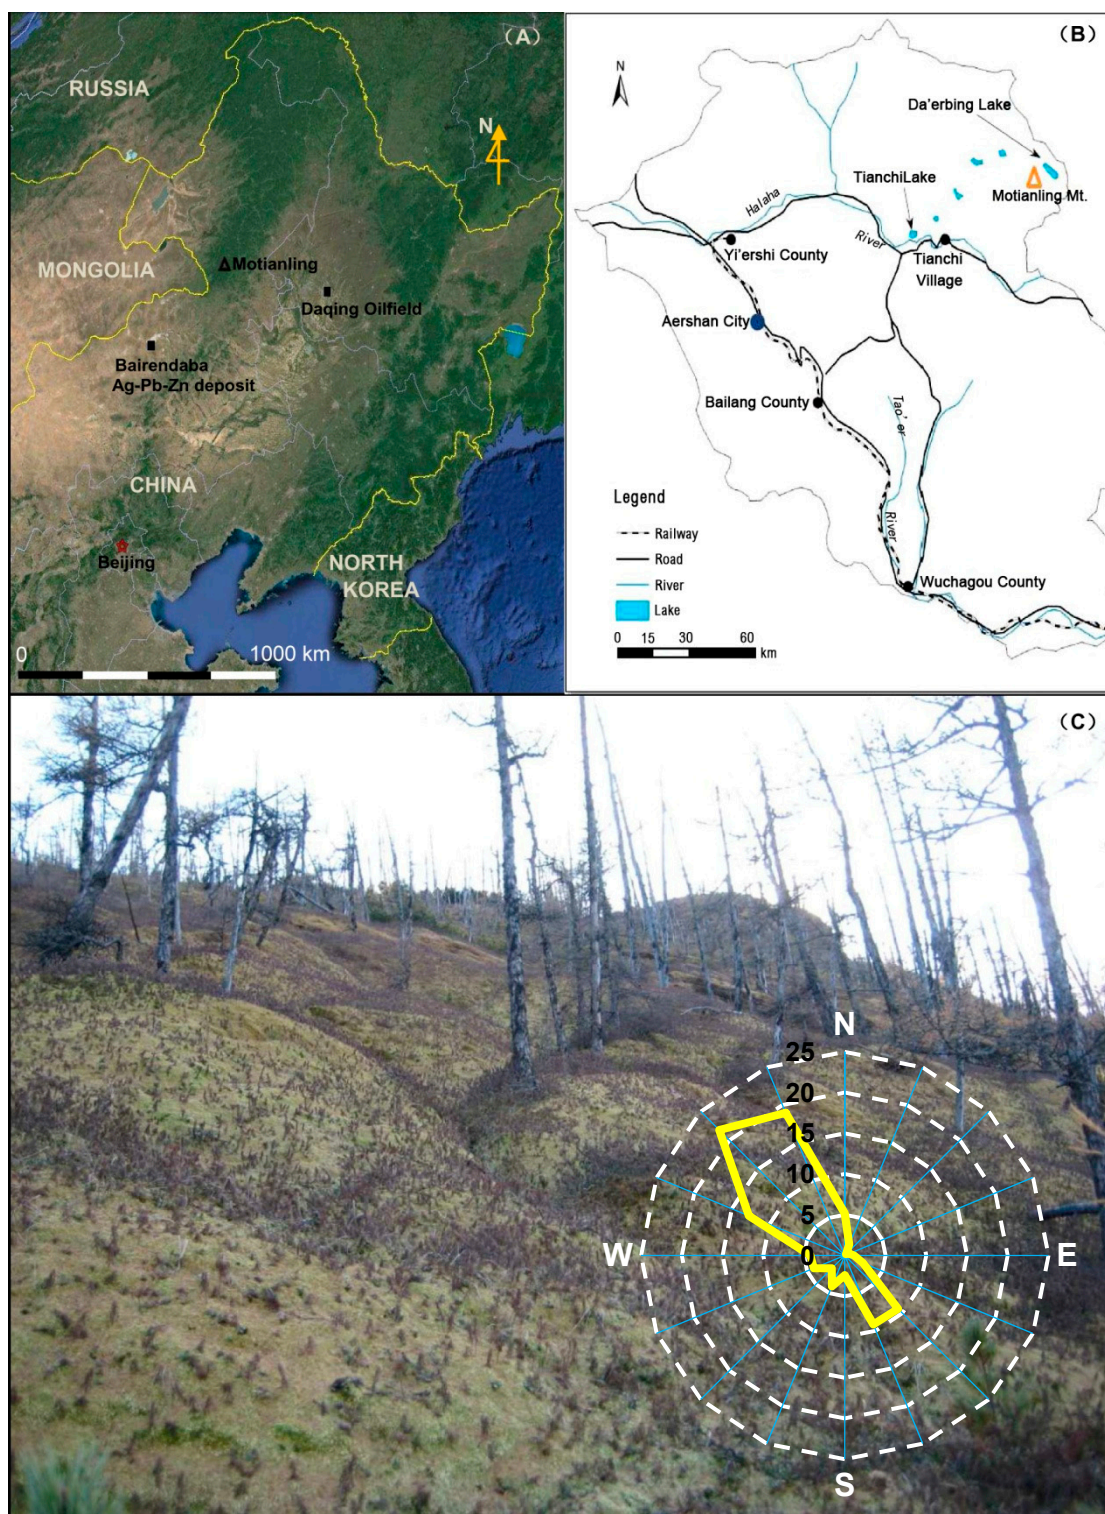 (A)
RUSSIA
N
MONGOLIA
Motianling
Daqing Oilfield
Bairendaba
Ag-Pb-Zn deposit
CHINA
Beijing
NORTH
KOREA
0
1000 km
(B)
N
Da'erbing Lake
TianchiLake
Motianling Mt.
Halaha
River
Yi'ershi County
Tianchi
Village
Aershan City
Bailang County
Tao'er
River
Legend
Railway
Road
River
Lake
Wuchagou County
0 15 30 60
km
(C)
N
25
20
15
10
5
0
W
E
S